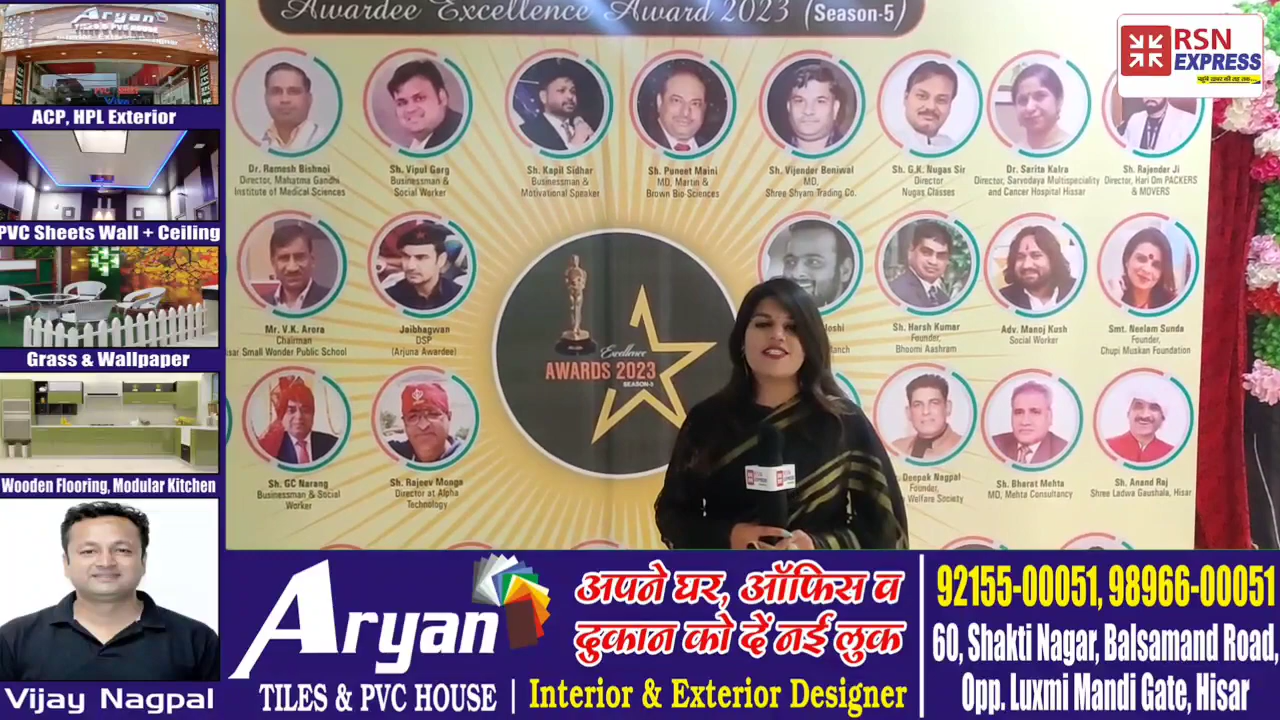 Aryan
TILES & PVC HOUSE
ACP, HPL Exterior
PVC Sheets Wall + Ceiling
Grass & Wallpaper
Wooden Flooring, Modular Kitchen
Vijay Nagpal
Awardee Excellence Award 2023 (Season-5)
RSN
EXPRESS
Dr. Ramesh Bishnoi
Director, Mahatma Gandhi
Institute of Medical Sciences
Sh. Vipul Garg
Businessman &
Social Worker
Sh. Kapil Sidhar
Businessman &
Motivational Speaker
Sh. Puneet Maini
MD, Martin &
Brown Bio Sciences
Sh. Vijender Beniwal
MD,
Shree Shyam Trading Co.
Sh. G.K. Nugas Sir
Director
Nugas Classes
Dr. Sarita Kalra
Director, Sarvodaya Multispeciality
and Cancer Hospital Hissar
Sh. Rajender Ji
Director, Hari Om PACKERS
& MOVERS
Mr. V.K. Arora
Chairman
Small Wonder Public School
Jaibhagwan
DSP
(Arjuna Awardee)
Excellence
AWARDS 2023
Sh. Harsh Kumar
Founder,
Bhoomi Aashram
Adv. Manoj Kush
Social Worker
Smt. Neelam Sunda
Founder,
Chupi Muskan Foundation
Sh. GC Narang
Businessman & Social
Worker
Sh. Rajeev Monga
Director at Alpha
Technology
Deepak Nagpal
Founder,
Welfare Society
Sh. Bharat Mehta
MD, Mehta Consultancy
Sh. Anand Raj
Shree Ladwa Gaushala, Hisar
RSN
EXPRESS
Aryan
TILES & PVC HOUSE | Interior & Exterior Designer
अपने घर, ऑफिस व
दुकान को दें नई लुक
92155-00051, 98966-00051
60, Shakti Nagar, Balsamand Road,
Opp. Luxmi Mandi Gate, Hisar